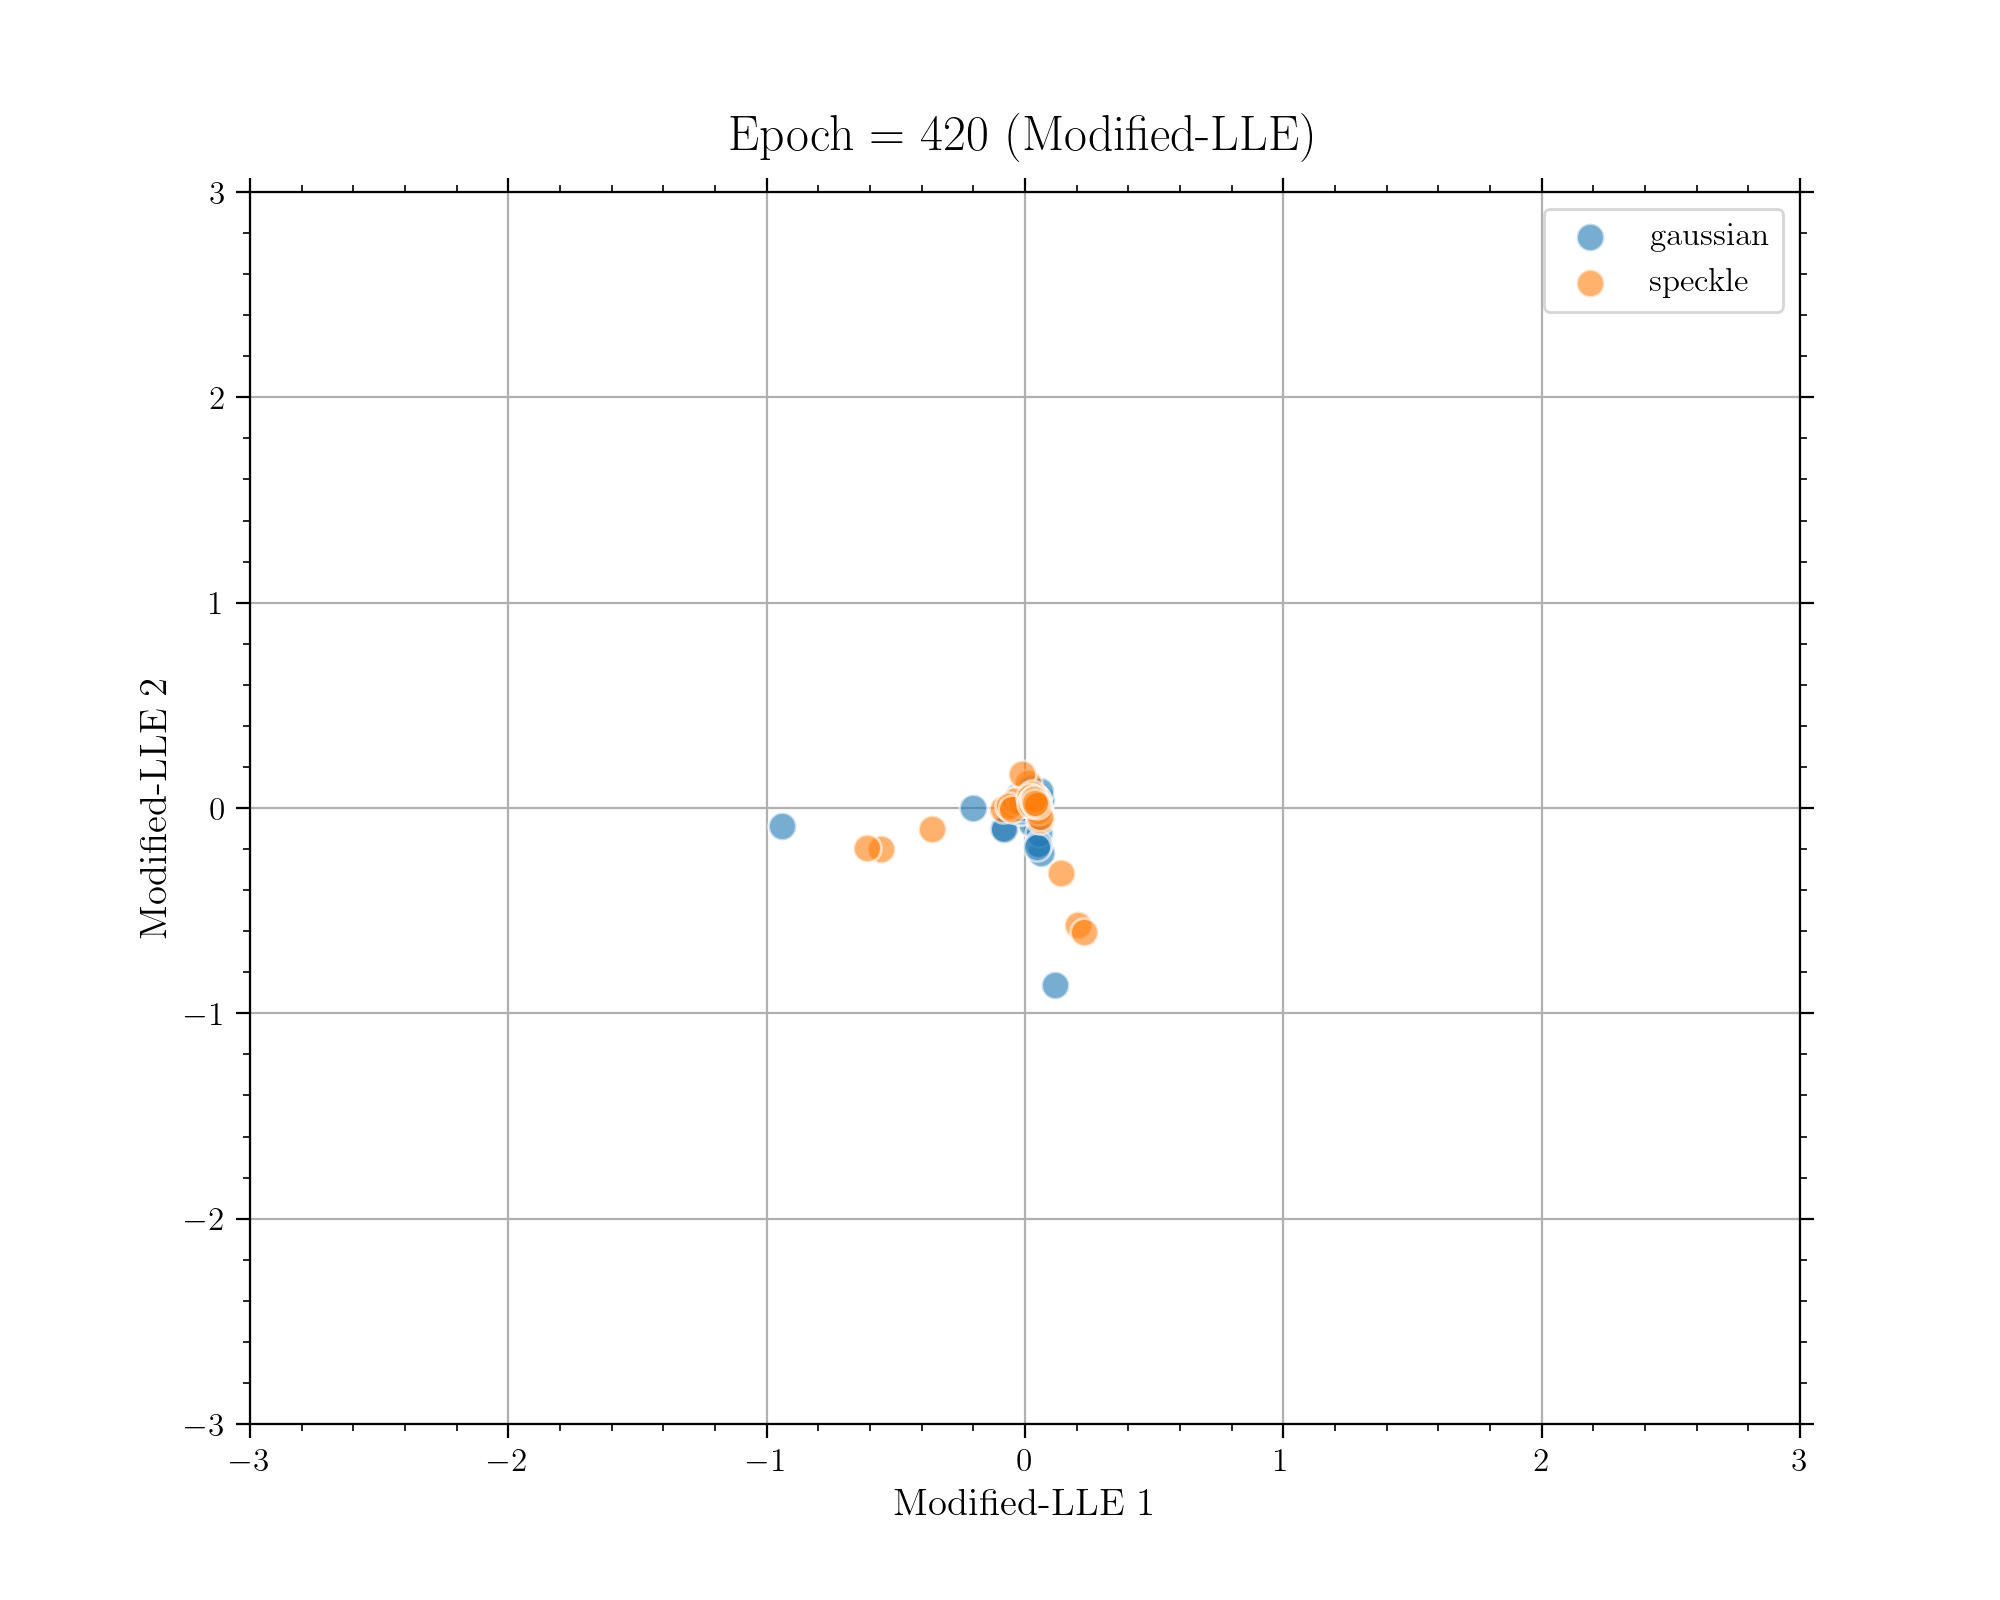 Epoch = 420 (Modified-LLE)
gaussian
speckle
3
2
1
0
−1
−2
−3
Modified-LLE 2
−3
−2
−1
0
1
2
3
Modified-LLE 1